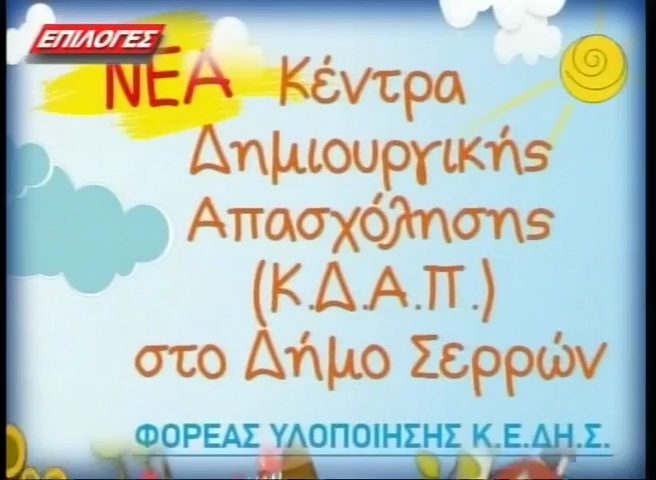 ΕΠΙΛΟΓΕΣ
ΝΕΑ Κέντρα
Δημιουργικής
Απασχόλησης
(Κ.Δ.Α.Π.)
στο Δήμο Σερρών
ΦΟΡΕΑΣ ΥΛΟΠΟΙΗΣΗΣ Κ.Ε.ΔΗ.Σ.